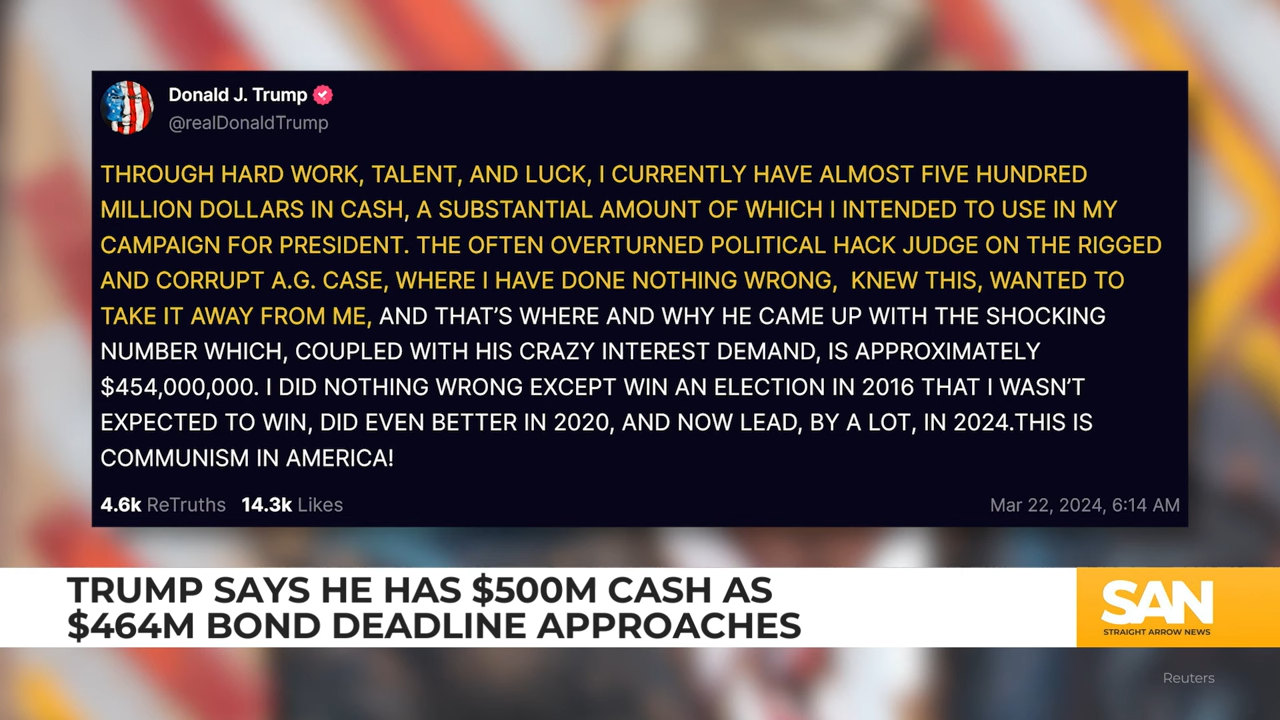 Donald J. Trump
@realDonaldTrump
THROUGH HARD WORK, TALENT, AND LUCK, I CURRENTLY HAVE ALMOST FIVE HUNDRED
MILLION DOLLARS IN CASH, A SUBSTANTIAL AMOUNT OF WHICH I INTENDED TO USE IN MY
CAMPAIGN FOR PRESIDENT. THE OFTEN OVERTURNED POLITICAL HACK JUDGE ON THE RIGGED
AND CORRUPT A.G. CASE, WHERE I HAVE DONE NOTHING WRONG,  KNEW THIS, WANTED TO
TAKE IT AWAY FROM ME, AND THAT’S WHERE AND WHY HE CAME UP WITH THE SHOCKING
NUMBER WHICH, COUPLED WITH HIS CRAZY INTEREST DEMAND, IS APPROXIMATELY
$454,000,000. I DID NOTHING WRONG EXCEPT WIN AN ELECTION IN 2016 THAT I WASN’T
EXPECTED TO WIN, DID EVEN BETTER IN 2020, AND NOW LEAD, BY A LOT, IN 2024.THIS IS
COMMUNISM IN AMERICA!
4.6k ReTruths 14.3k Likes Mar 22, 2024, 6:14 AM
TRUMP SAYS HE HAS $500M CASH AS
$464M BOND DEADLINE APPROACHES
SAN
STRAIGHT ARROW NEWS
Reuters